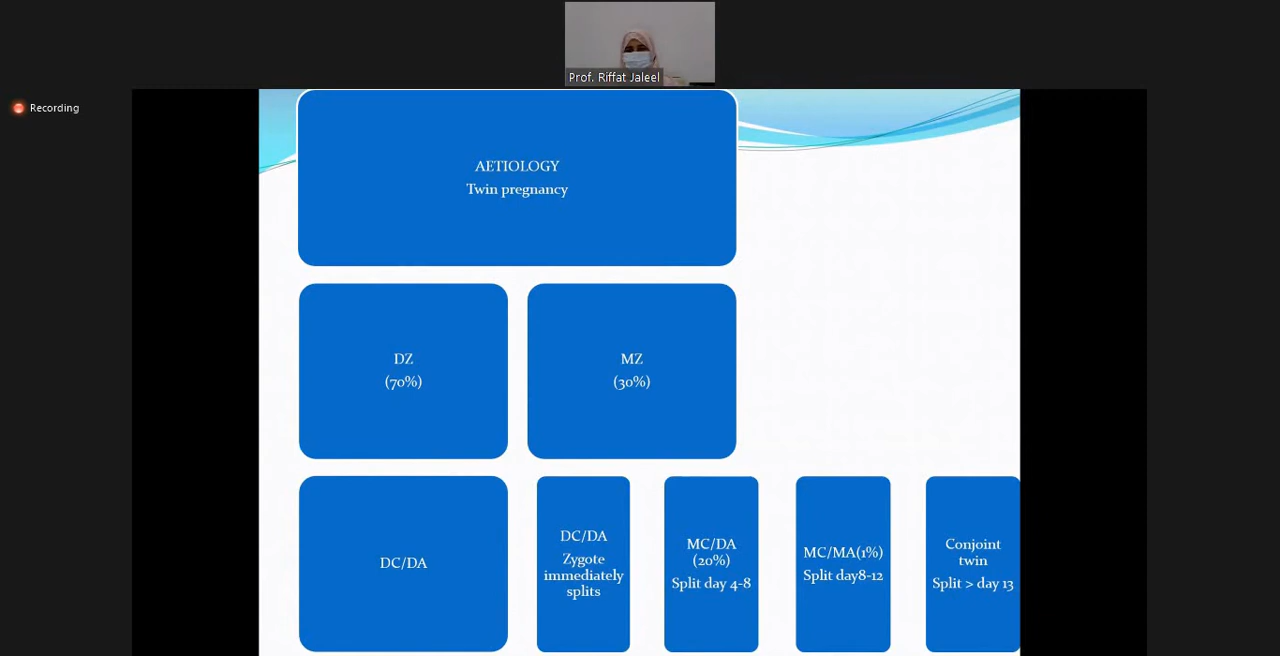 Prof. Riffat Jaleel
Recording
AETIOLOGY
Twin pregnancy
DZ
(70%)
MZ
(30%)
DC/DA
DC/DA
Zygote
immediately
splits
MC/DA
(20%)
Split day 4-8
MC/MA(1%)
Split day8-12
Conjoint
twin
Split > day 13